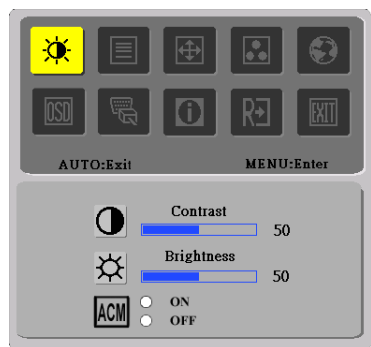 OSD
i
R
EXIT
AUTO:Exit MENU:Enter
Contrast
50
Brightness
50
ACM ON
OFF